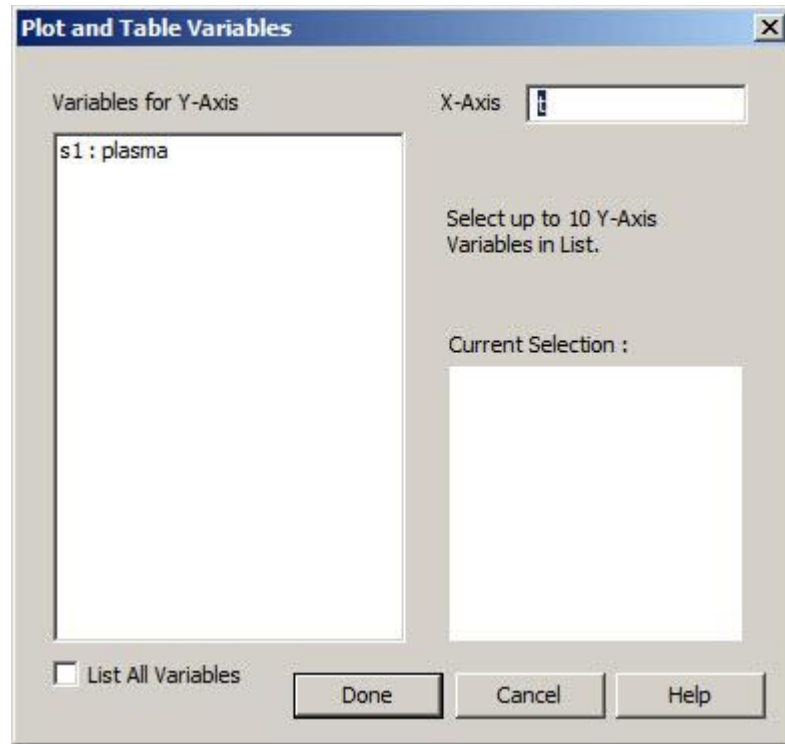 Plot and Table Variables
Variables for Y-Axis
X-Axis
t
s1 : plasma
Select up to 10 Y-Axis
Variables in List.
Current Selection :
List All Variables
Done
Cancel
Help